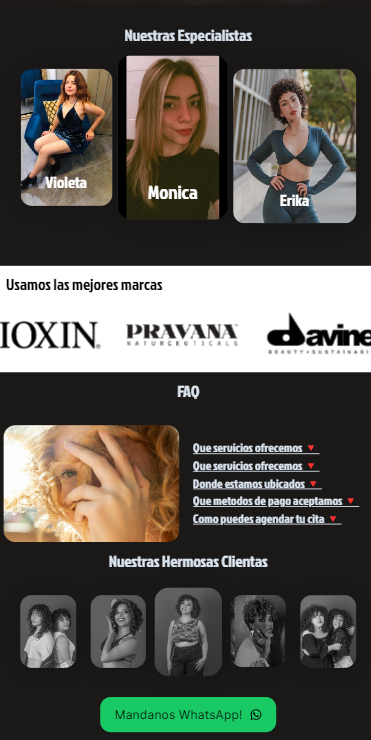 Nuestras Especialistas
Violeta
Monica
Erika
Usamos las mejores marcas
IOXIN.
PRAVANA
NATURCEUTICALS
davine
BEAUTY+SUSTAINABI
FAQ
Que servicios ofrecemos 🔻
Que servicios ofrecemos 🔻
Donde estamos ubicados 🔻
Que metodos de pago aceptamos 🔻
Como puedes agendar tu cita 🔻
Nuestras Hermosas Clientas
Mandanos WhatsApp!